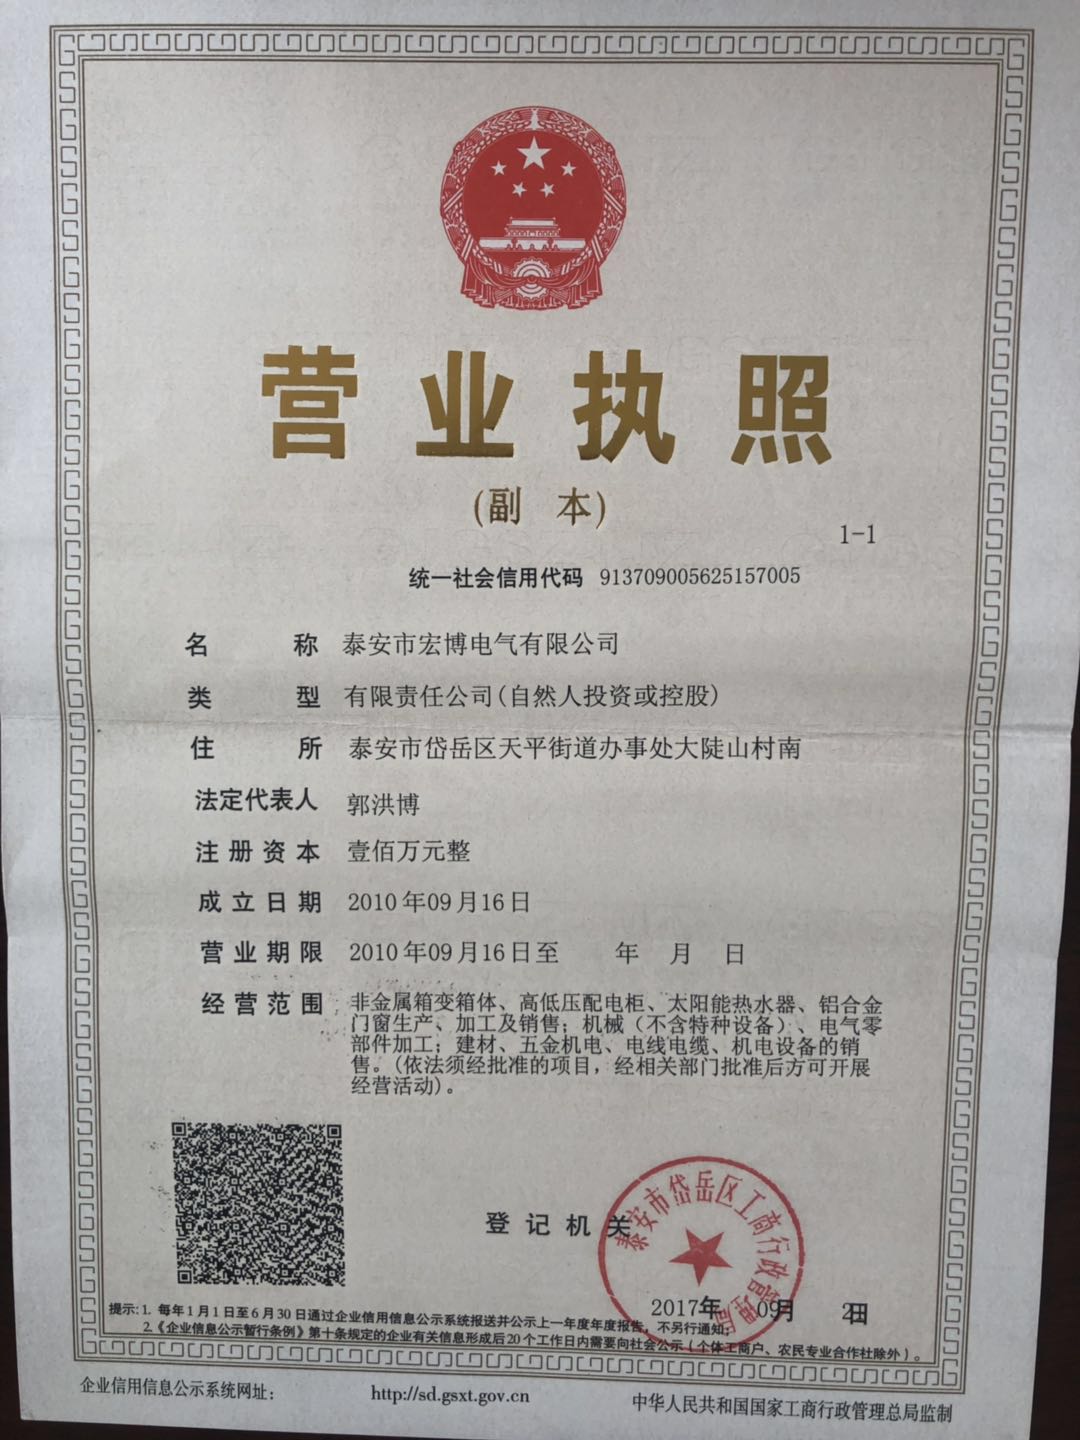 营业执照
(副 本)
1-1
统一社会信用代码 913709005625157005
名 称 泰安市宏博电气有限公司
类 型 有限责任公司(自然人投资或控股)
住 所 泰安市岱岳区天平街道办事处大陡山村南
法定代表人 郭洪博
注册资本 壹佰万元整
成立日期 2010年09月16日
营业期限 2010年09月16日至 年 月 日
经营范围 非金属箱变箱体、高低压配电柜、太阳能热水器、铝合金
门窗生产、加工及销售；机械（不含特种设备）、电气零
部件加工；建材、五金机电、电线电缆、机电设备的销
售。(依法须经批准的项目，经相关部门批准后方可开展
经营活动)。
登记机关
泰安市岱岳区工商行政管理局
2017年 09月 日
提示:1. 每年1月1日至6月30日通过企业信用信息公示系统报送并公示上一年度年度报告，不另行通知；
2.《企业信息公示暂行条例》第十条规定的企业有关信息形成后20个工作日内需要向社会公示（个体工商户、农民专业合作社除外）。
企业信用信息公示系统网址： http://sd.gsxt.gov.cn 中华人民共和国国家工商行政管理总局监制